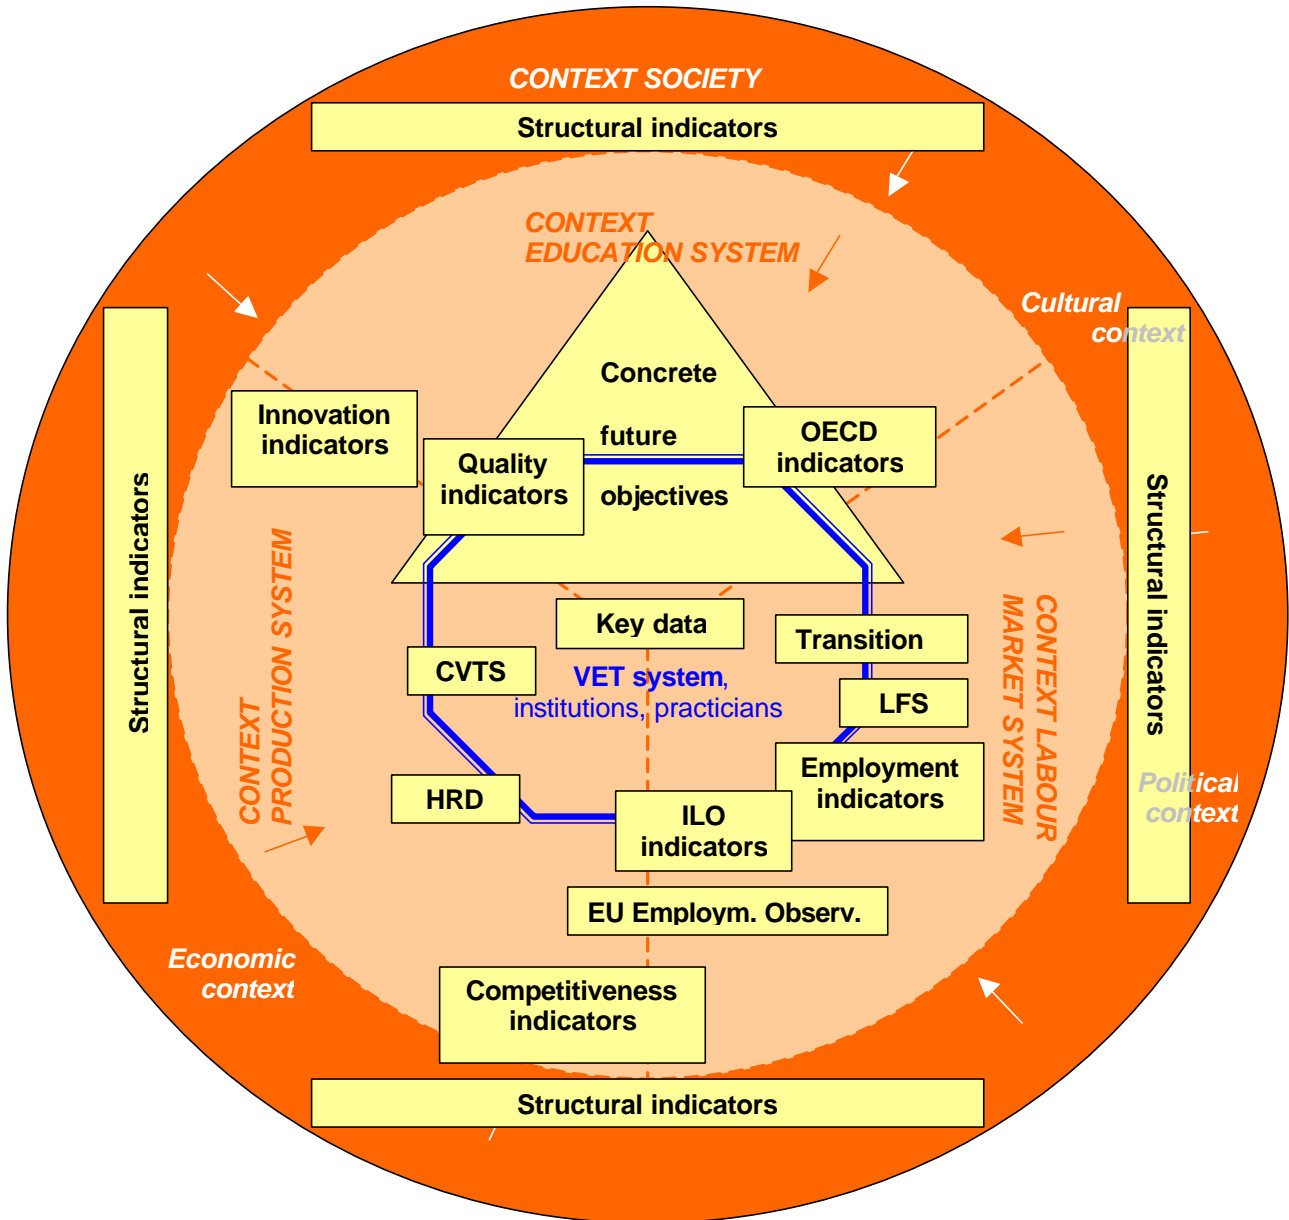 CONTEXT SOCIETY
Structural indicators
CONTEXT
EDUCATION SYSTEM
Cultural
context
Concrete
future
objectives
Innovation
indicators
Quality
indicators
OECD
indicators
Structural indicators
CONTEXT
PRODUCTION SYSTEM
Key data
Transition
CVTS
VET system,
institutions, practicians
LFS
CONTEXT LABOUR
MARKET SYSTEM
Structural indicators
Employment
indicators
HRD
ILO
indicators
Political
context
EU Employm. Observ.
Economic
context
Competitiveness
indicators
Structural indicators